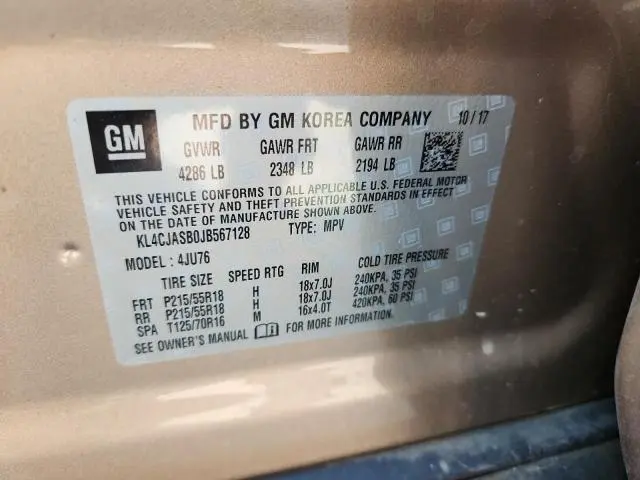 GM
MFD BY GM KOREA COMPANY 10/17
GVWR GAWR FRT GAWR RR
4286 LB 2348 LB 2194 LB
THIS VEHICLE CONFORMS TO ALL APPLICABLE U.S. FEDERAL MOTOR
VEHICLE SAFETY AND THEFT PREVENTION STANDARDS IN EFFECT
ON THE DATE OF MANUFACTURE SHOWN ABOVE.
KL4CJASB0JB567128 TYPE: MPV
MODEL : 4JU76
TIRE SIZE SPEED RTG RIM COLD TIRE PRESSURE
FRT P215/55R18 H 18x7.0J 240KPA, 35 PSI
RR P215/55R18 H 18x7.0J 240KPA, 35 PSI
SPA T125/70R16 M 16x4.0T 420KPA, 60 PSI
SEE OWNER'S MANUAL FOR MORE INFORMATION